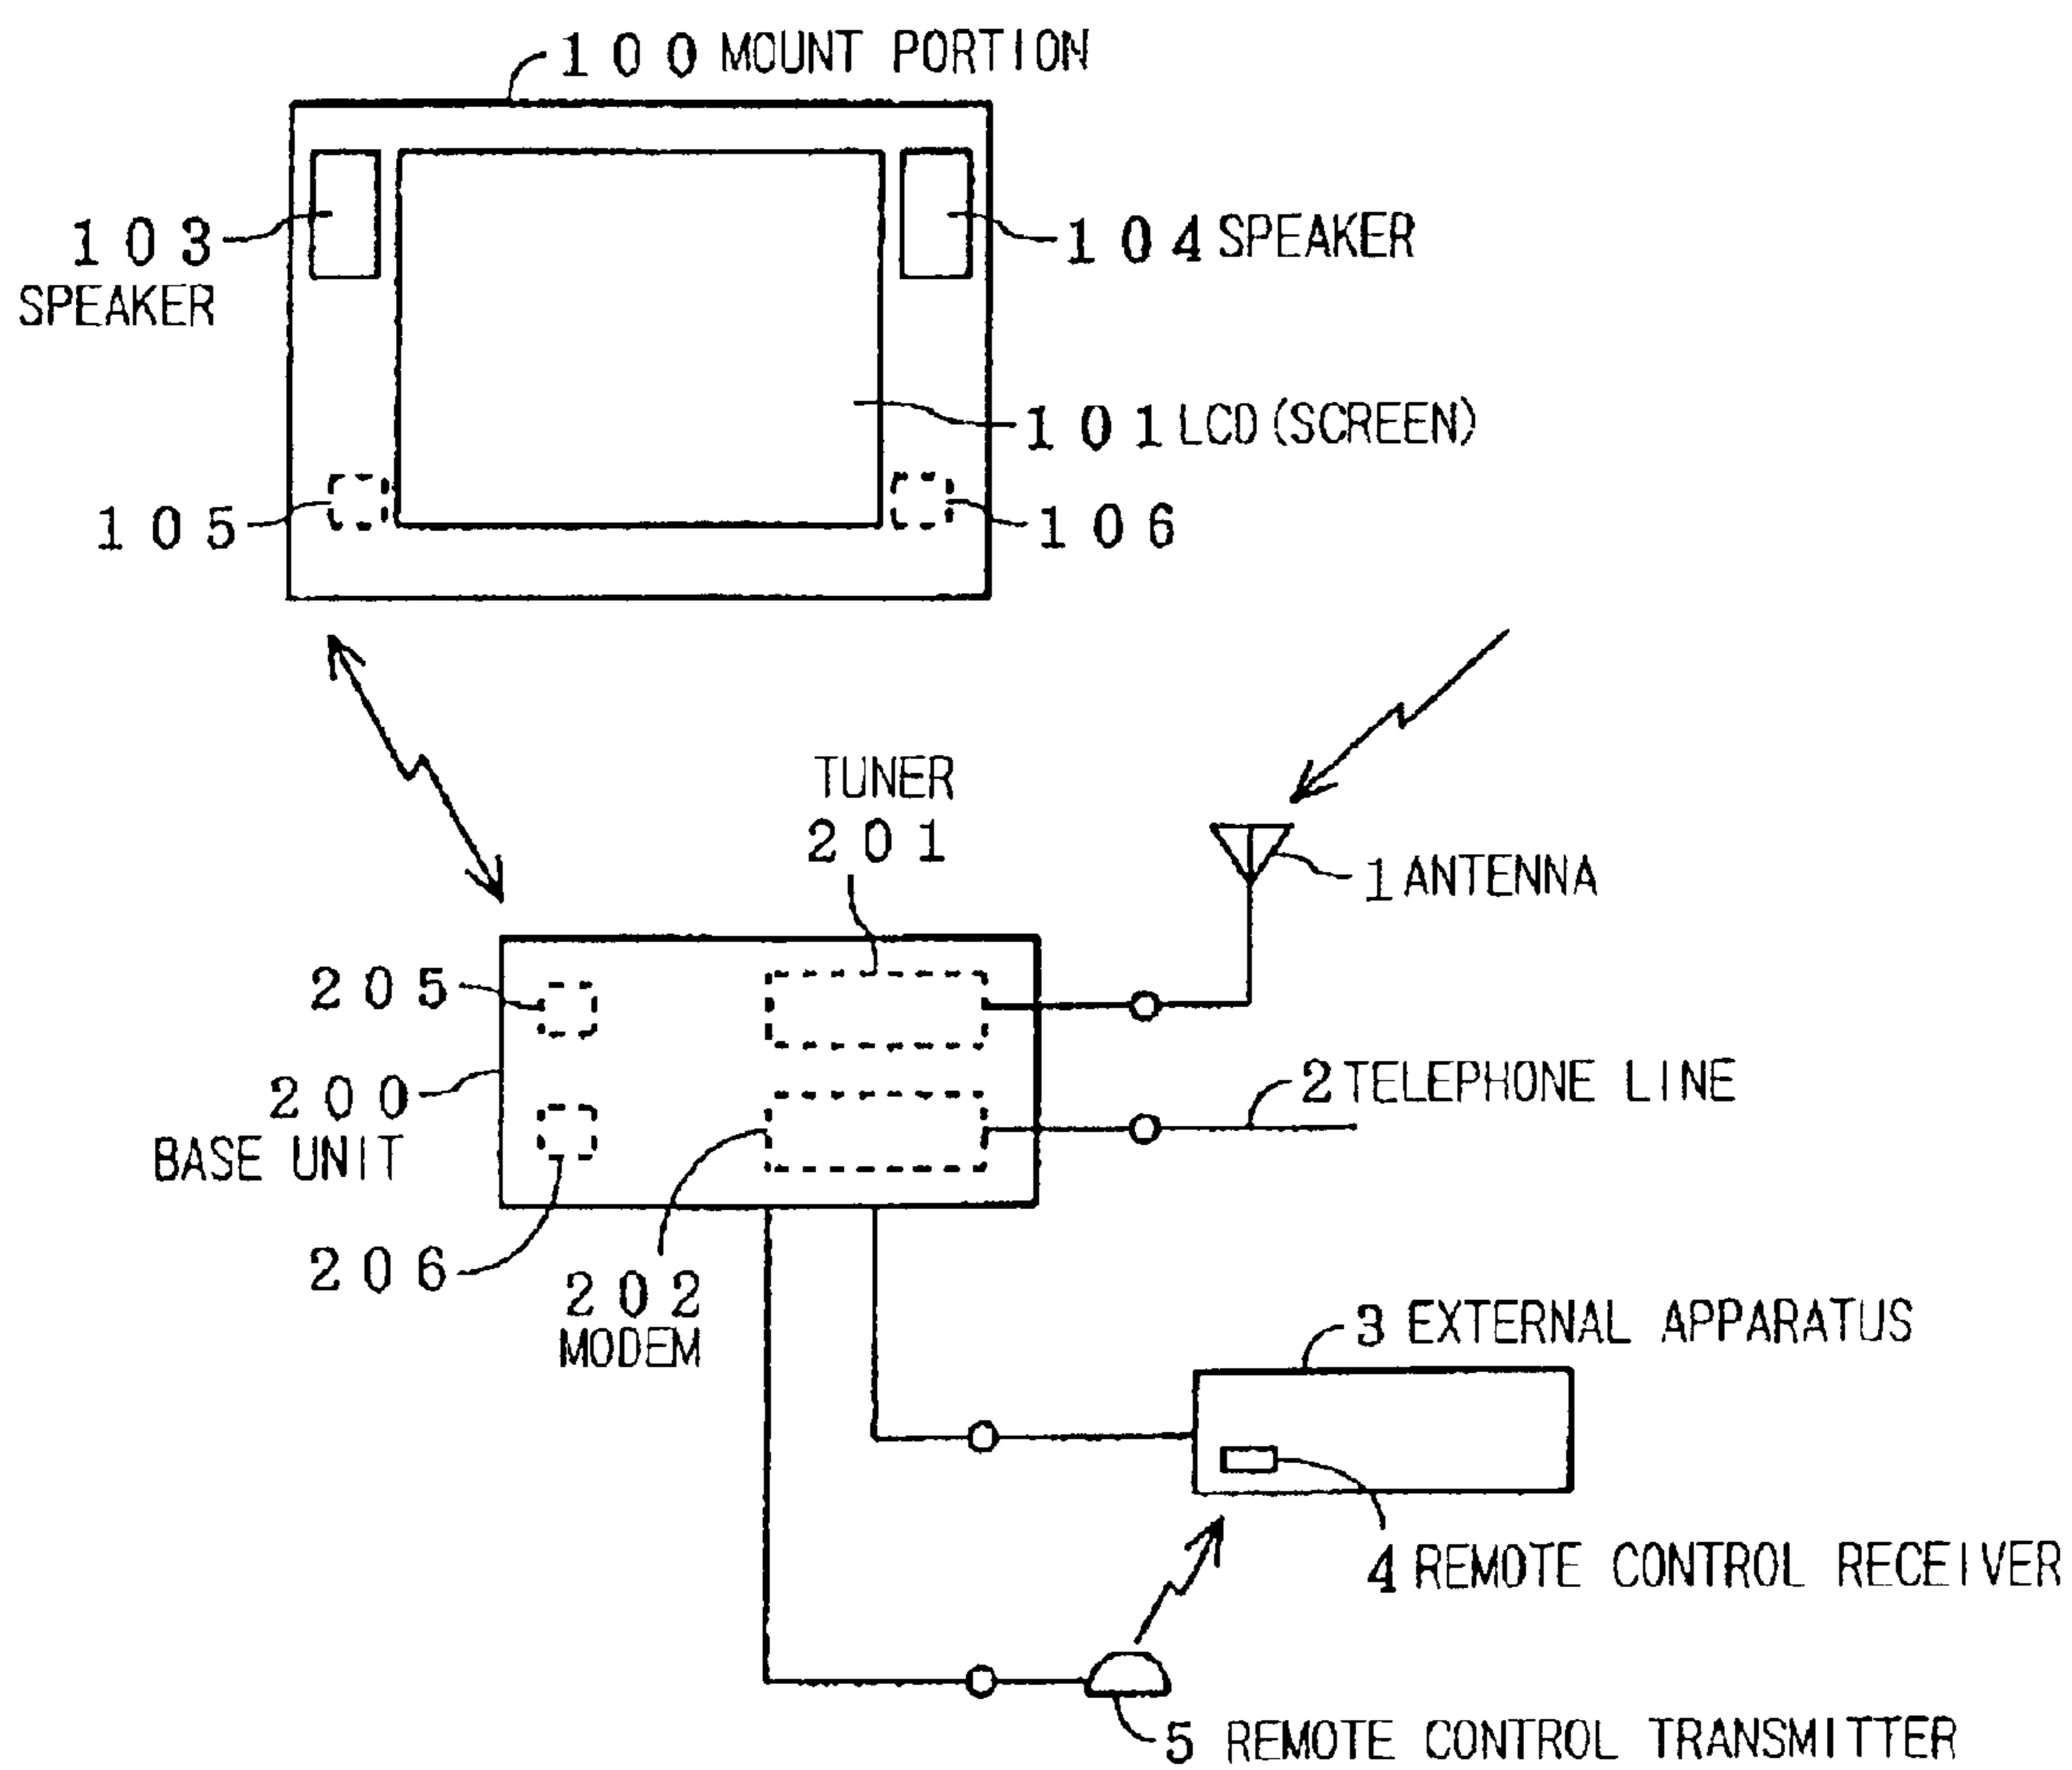 100 MOUNT PORTION
103
SPEAKER
104 SPEAKER
101 LCD (SCREEN)
105
106
TUNER
201
1 ANTENNA
205
2 TELEPHONE LINE
200
BASE UNIT
206
202
MODEM
3 EXTERNAL APPARATUS
4 REMOTE CONTROL RECEIVER
5 REMOTE CONTROL TRANSMITTER